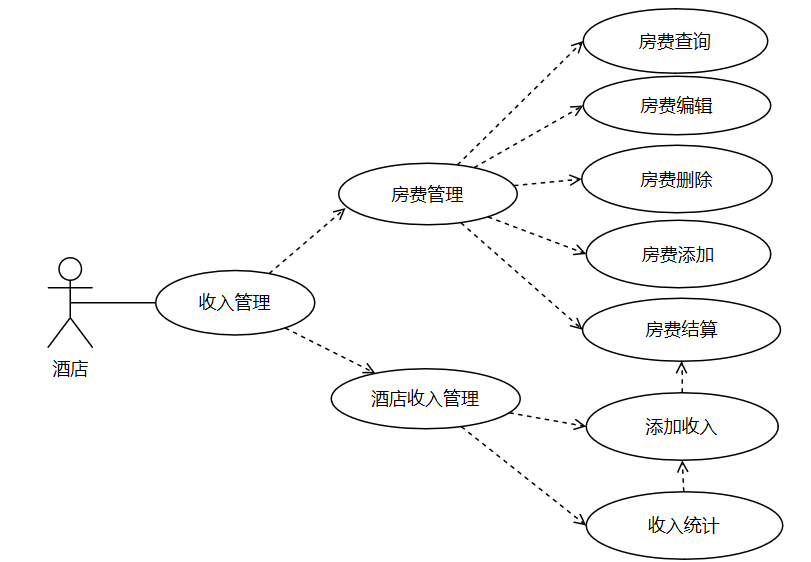 房费查询
房费编辑
房费管理
房费删除
房费添加
收入管理
房费结算
酒店
酒店收入管理
添加收入
收入统计